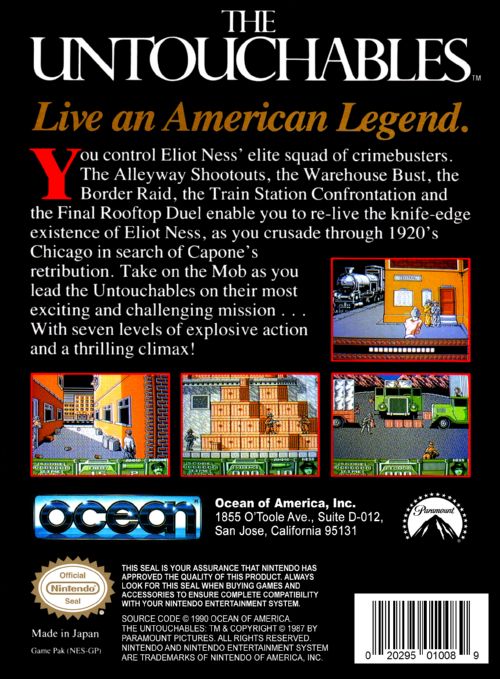 THE
UNTOUCHABLES™
Live an American Legend.
You control Eliot Ness' elite squad of crimebusters.
The Alleyway Shootouts, the Warehouse Bust, the
Border Raid, the Train Station Confrontation and
the Final Rooftop Duel enable you to re-live the knife-edge
existence of Eliot Ness, as you crusade through 1920's
Chicago in search of Capone's
retribution. Take on the Mob as you
lead the Untouchables on their most
exciting and challenging mission . . .
With seven levels of explosive action
and a thrilling climax!
ocean
Ocean of America, Inc.
1855 O'Toole Ave., Suite D-012,
San Jose, California 95131
Paramount
Official
Nintendo
Seal
THIS SEAL IS YOUR ASSURANCE THAT NINTENDO HAS
APPROVED THE QUALITY OF THIS PRODUCT. ALWAYS
LOOK FOR THIS SEAL WHEN BUYING GAMES AND
ACCESSORIES TO ENSURE COMPLETE COMPATIBILITY
WITH YOUR NINTENDO ENTERTAINMENT SYSTEM.
Made in Japan
Game Pak (NES-GP)
SOURCE CODE © 1990 OCEAN OF AMERICA.
THE UNTOUCHABLES: TM & COPYRIGHT © 1987 BY
PARAMOUNT PICTURES. ALL RIGHTS RESERVED.
NINTENDO AND NINTENDO ENTERTAINMENT SYSTEM
ARE TRADEMARKS OF NINTENDO OF AMERICA, INC.
0 20295 01008 9